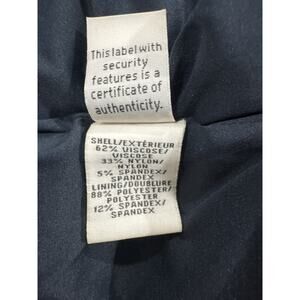 This label with
security
features is a
certificate of
authenticity.
SHELL/EXTÉRIEUR
62% VISCOSE/
VISCOSE
33% NYLON/
NYLON
5% SPANDEX/
SPANDEX
LINING/DOUBLURE
88% POLYESTER/
POLYESTER
12% SPANDEX/
SPANDEX